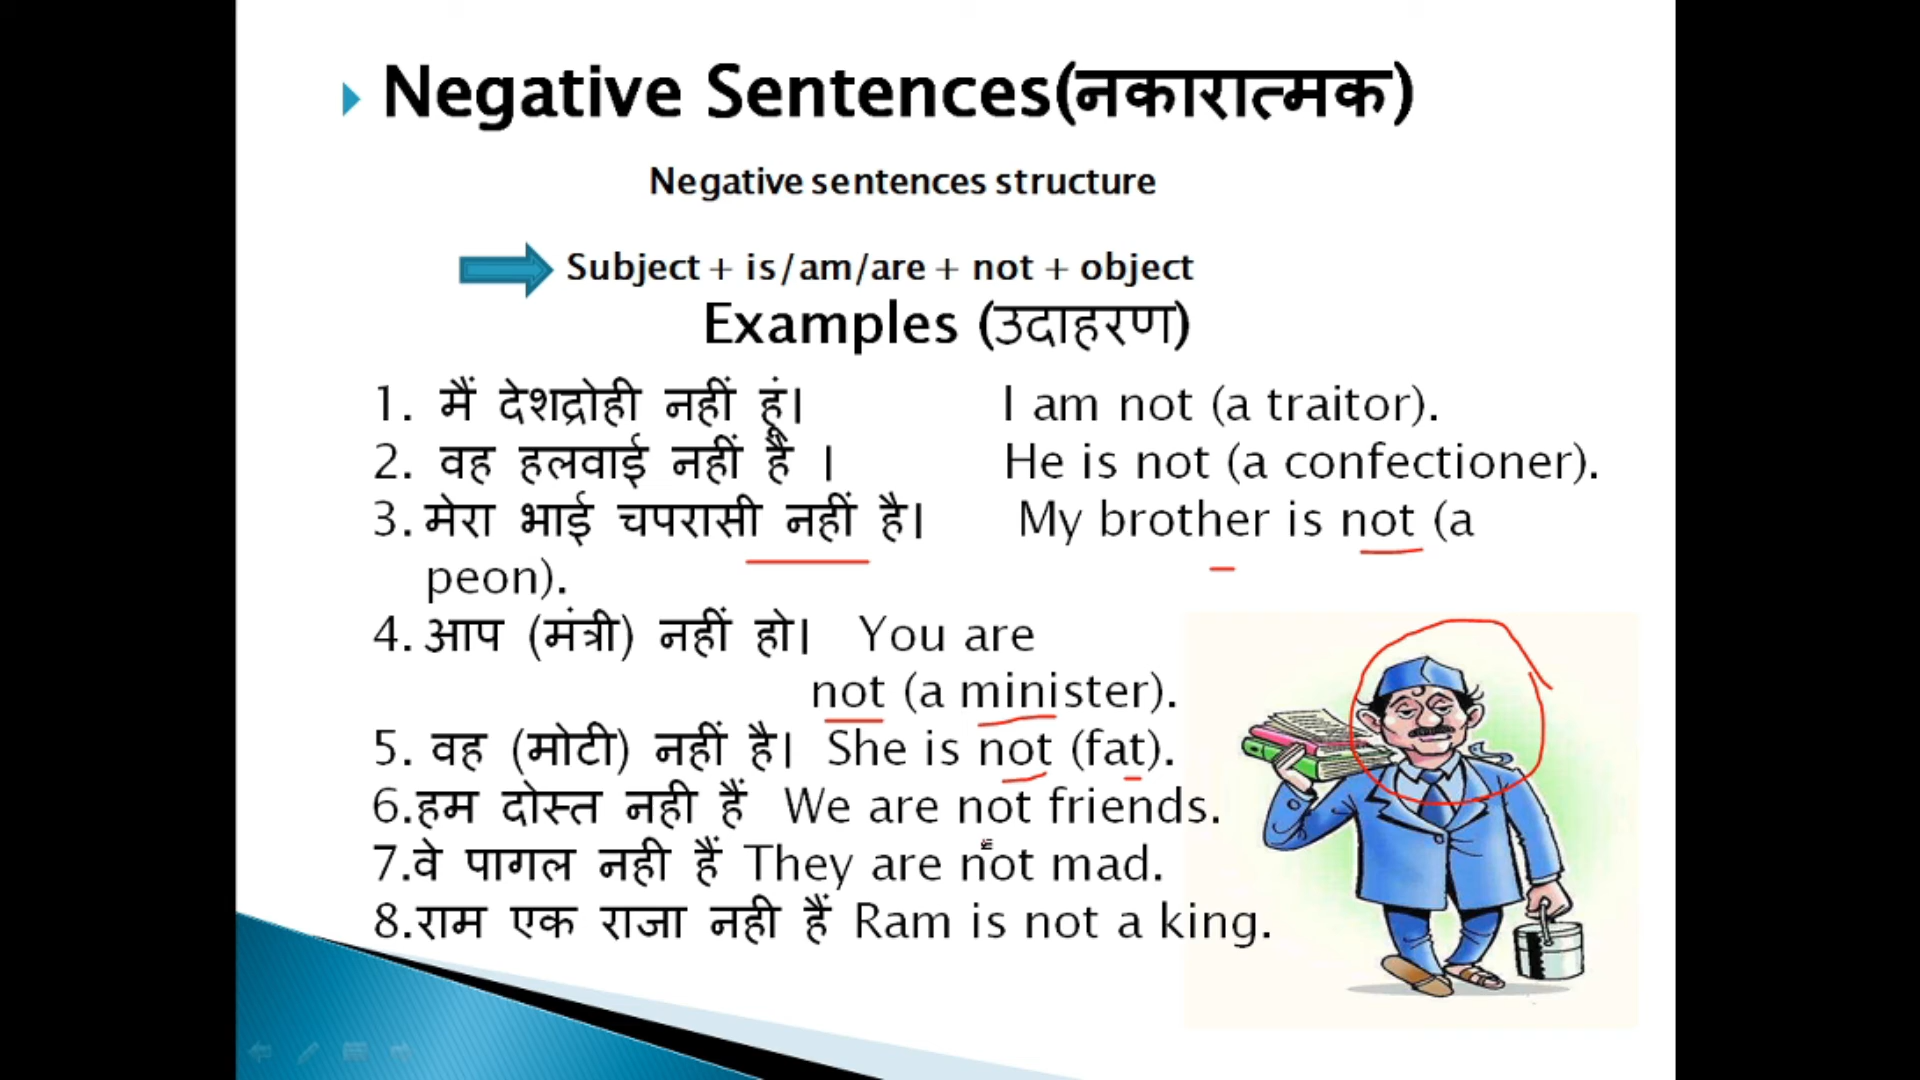 Negative Sentences(नकारात्मक)
Negative sentences structure
Subject + is/am/are + not + object
Examples (उदाहरण)
1. मैं देशद्रोही नहीं हूं। I am not (a traitor).
2. वह हलवाई नहीं है । He is not (a confectioner).
3. मेरा भाई चपरासी नहीं है। My brother is not (a
peon).
4. आप (मंत्री) नहीं हो। You are
not (a minister).
5. वह (मोटी) नहीं है। She is not (fat).
6.हम दोस्त नही हैं We are not friends.
7.वे पागल नही हैं They are not mad.
8.राम एक राजा नही हैं Ram is not a king.